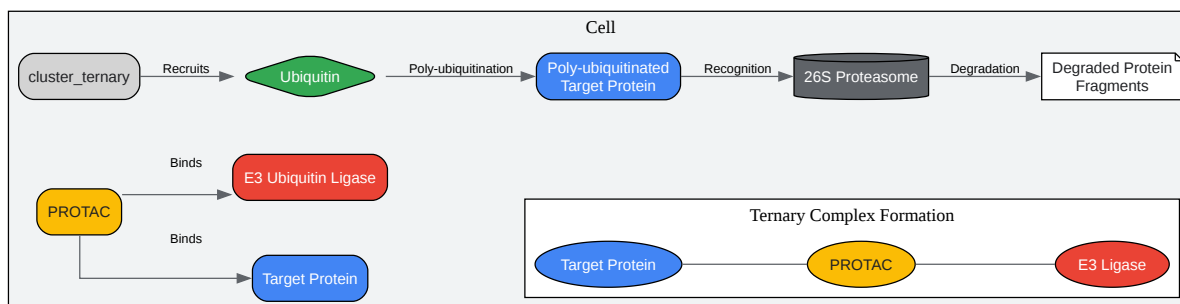 Cell
cluster_ternary
Recruits
Ubiquitin
Poly-ubiquitination
Poly-ubiquitinated
Target Protein
Recognition
26S Proteasome
Degradation
Degraded Protein
Fragments
Binds
E3 Ubiquitin Ligase
PROTAC
Binds
Target Protein
Ternary Complex Formation
Target Protein
PROTAC
E3 Ligase